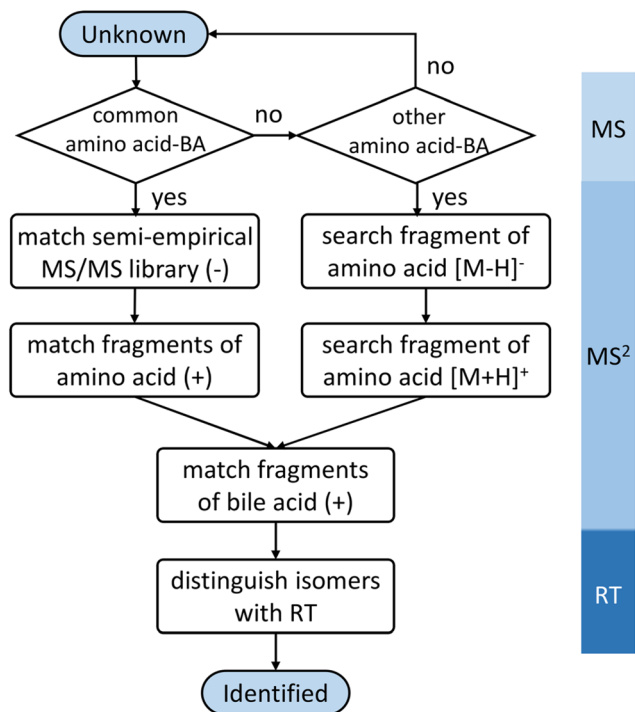 Unknown
no
common
amino acid-BA
no
other
amino acid-BA
MS
yes
yes
match semi-empirical
MS/MS library (-)
search fragment of
amino acid [M-H]⁻
match fragments of
amino acid (+)
search fragment of
amino acid [M+H]⁺
MS²
match fragments
of bile acid (+)
distinguish isomers
with RT
RT
Identified